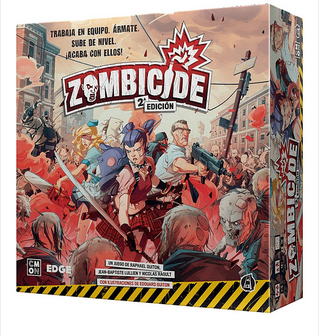 TRABAJA EN EQUIPO. ÁRMATE.
SUBE DE NIVEL.
¡ACABA CON ELLOS!
ZOMBICIDE
2ª EDICIÓN
CMON
EDGE
UN JUEGO DE RAPHAËL GUITON,
JEAN-BAPTISTE LULLIEN Y NICOLAS RAOULT
CON ILUSTRACIONES DE EDOUARD GUITON
ZOMBICIDE